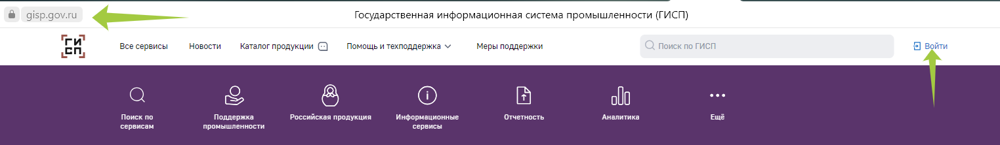 gisp.gov.ru
Государственная информационная система промышленности (ГИСП)
ГИ
СП
Все сервисы
Новости
Каталог продукции
Помощь и техподдержка
Меры поддержки
Поиск по ГИСП
Войти
Поиск по
сервисам
Поддержка
промышленности
Российская продукция
Информационные
сервисы
Отчетность
Аналитика
Ещё